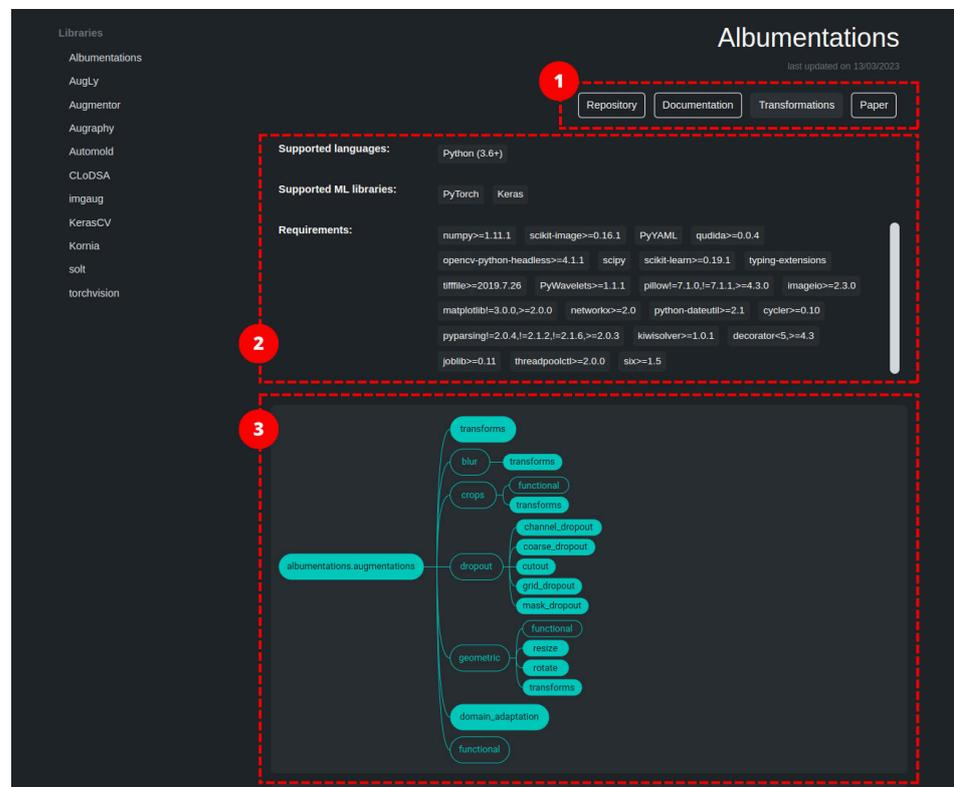 Libraries
Albumentations
AugLy
Augmentor
Augraphy
Automold
CLoDSA
imgaug
KerasCV
Kornia
solt
torchvision
Albumentations
last updated on 13/03/2023
1
Repository Documentation Transformations Paper
Supported languages: Python (3.6+)
Supported ML libraries: PyTorch Keras
Requirements: numpy>=1.11.1 scikit-image>=0.16.1 PyYAML qudida>=0.0.4
opencv-python-headless>=4.1.1 scipy scikit-learn>=0.19.1 typing-extensions
tifffile>=2019.7.26 PyWavelets>=1.1.1 pillow!=7.1.0,!=7.1.1,>=4.3.0 imageio>=2.3.0
matplotlib!=3.0.0,>=2.0.0 networkx>=2.0 python-dateutil>=2.1 cycler>=0.10
pyparsing!=2.0.4,!=2.1.2,!=2.1.6,>=2.0.3 kiwisolver>=1.0.1 decorator<5,>=4.3
joblib>=0.11 threadpoolctl>=2.0.0 six>=1.5
2
3
albumentations.augmentations
transforms
blur
transforms
crops
functional
transforms
dropout
channel_dropout
coarse_dropout
cutout
grid_dropout
mask_dropout
geometric
functional
resize
rotate
transforms
domain_adaptation
functional